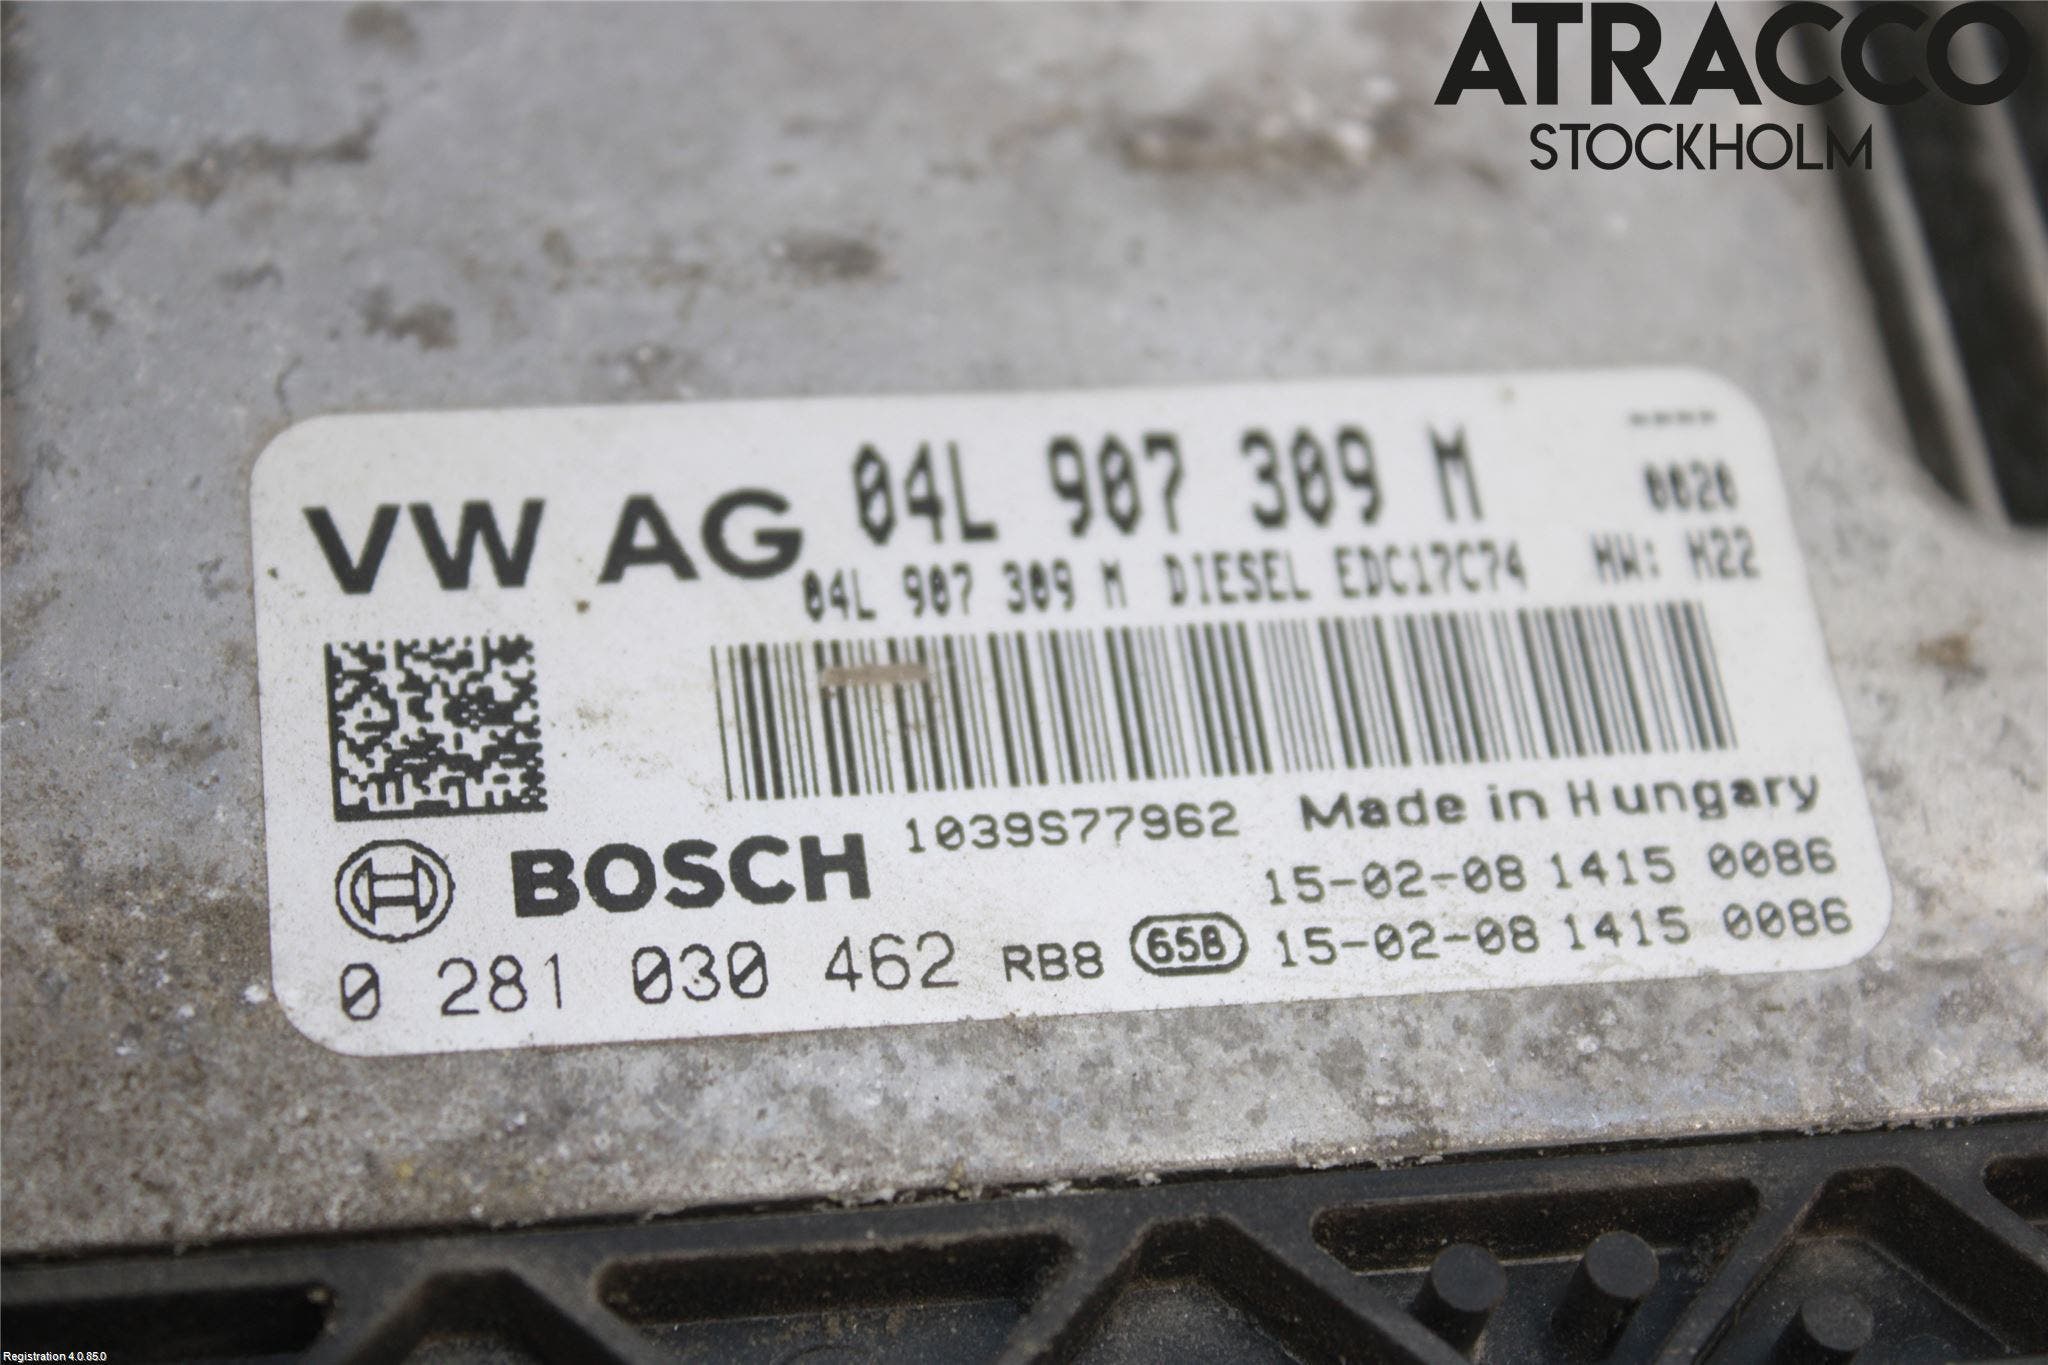 ATRACCO
STOCKHOLM
----
VW AG 04L 907 309 M 0020
04L 907 309 M DIESEL EDC17C74 HW: H22
1039S77962 Made in Hungary
BOSCH 15-02-08 1415 0086
0 281 030 462 RB8 658 15-02-08 1415 0086
Registration 4.0.85.0